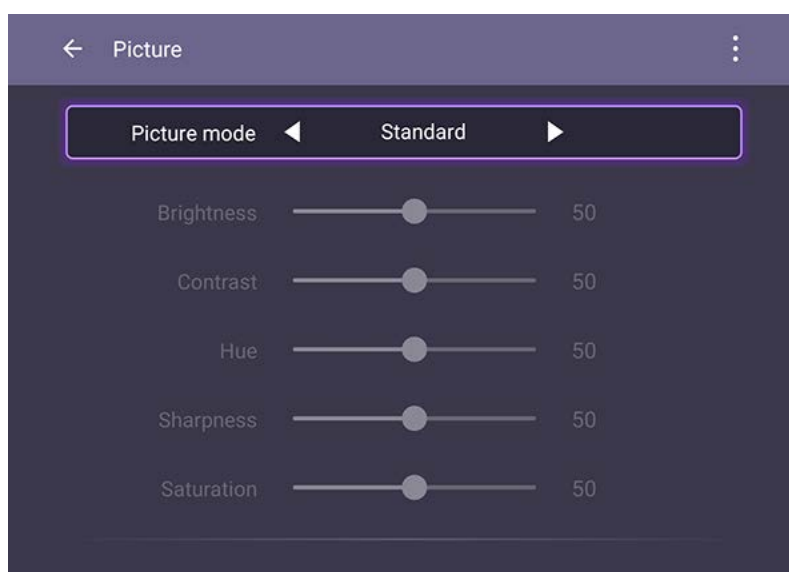 Picture
Picture mode Standard
Brightness 50
Contrast 50
Hue 50
Sharpness 50
Saturation 50